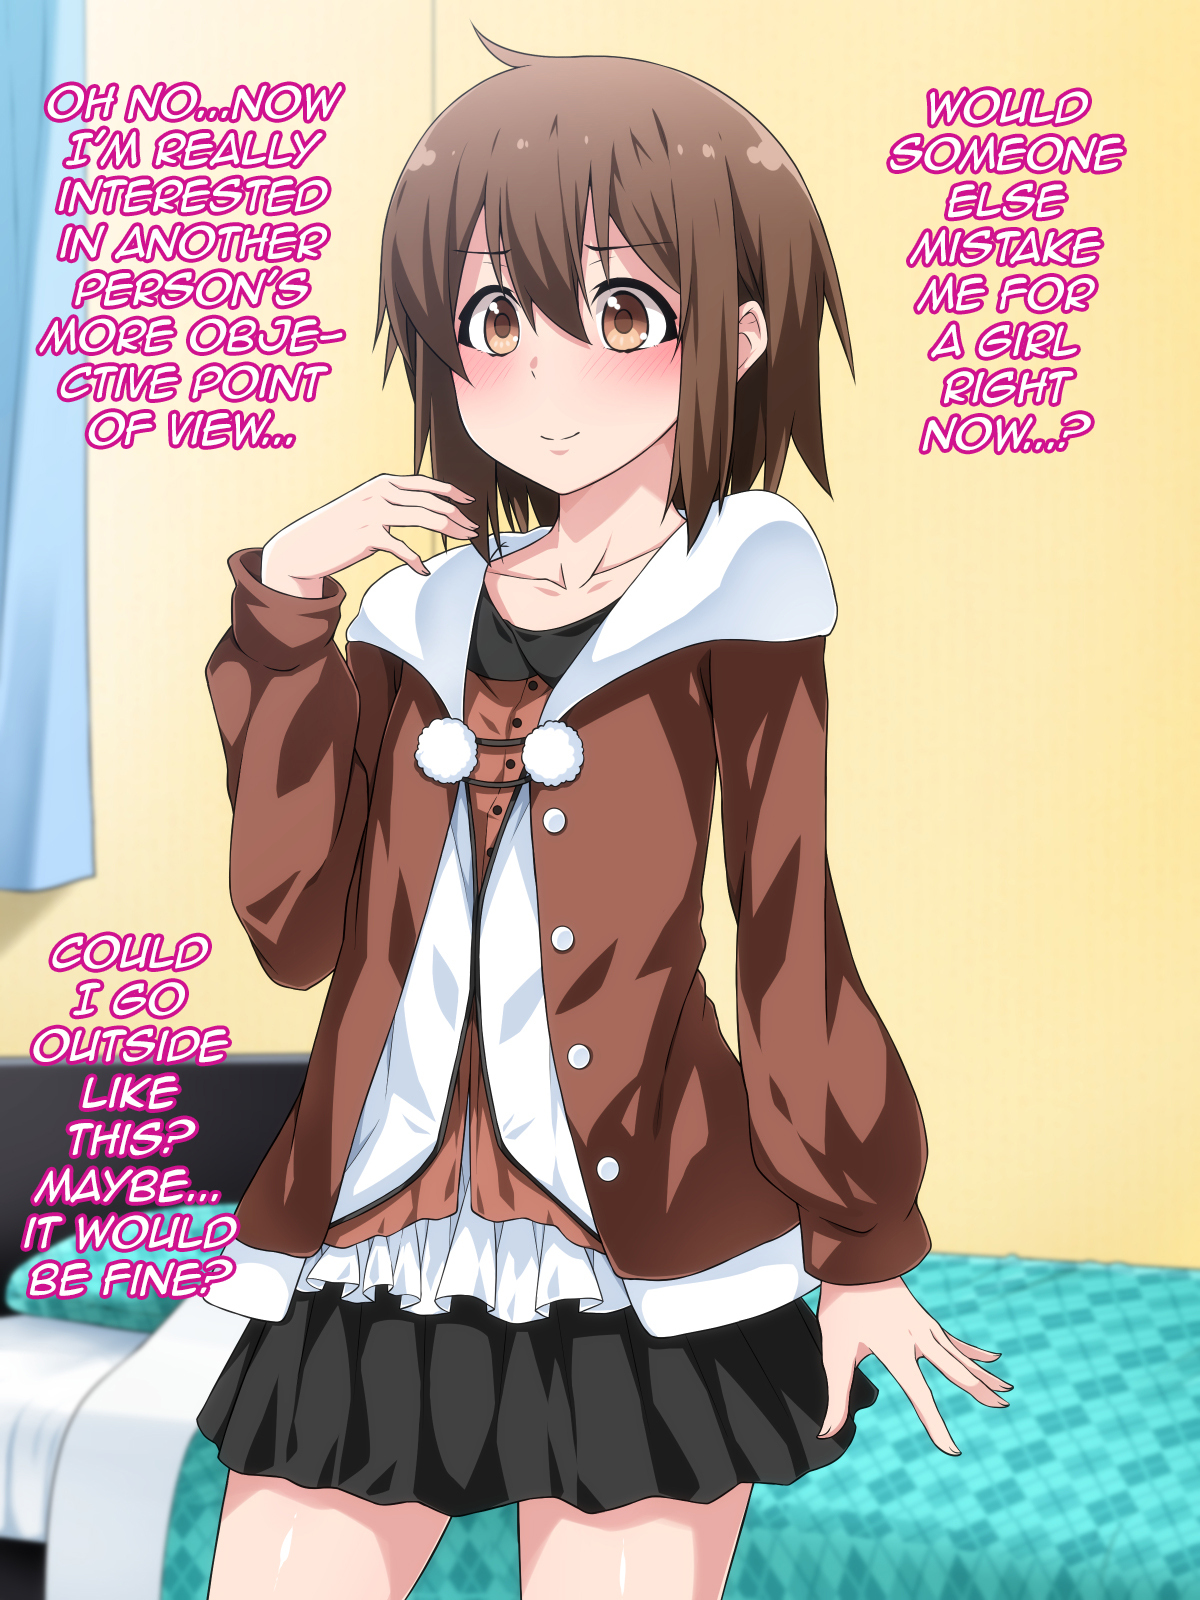 WOULD
SOMEONE
ELSE
MISTAKE
ME FOR
A GIRL
RIGHT
NOW...?
OH NO...NOW
I'M REALLY
INTERESTED
IN ANOTHER
PERSON'S
MORE OBJE-
CTIVE POINT
OF VIEW...
COULD
I GO
OUTSIDE
LIKE
THIS?
MAYBE...
IT WOULD
BE FINE?